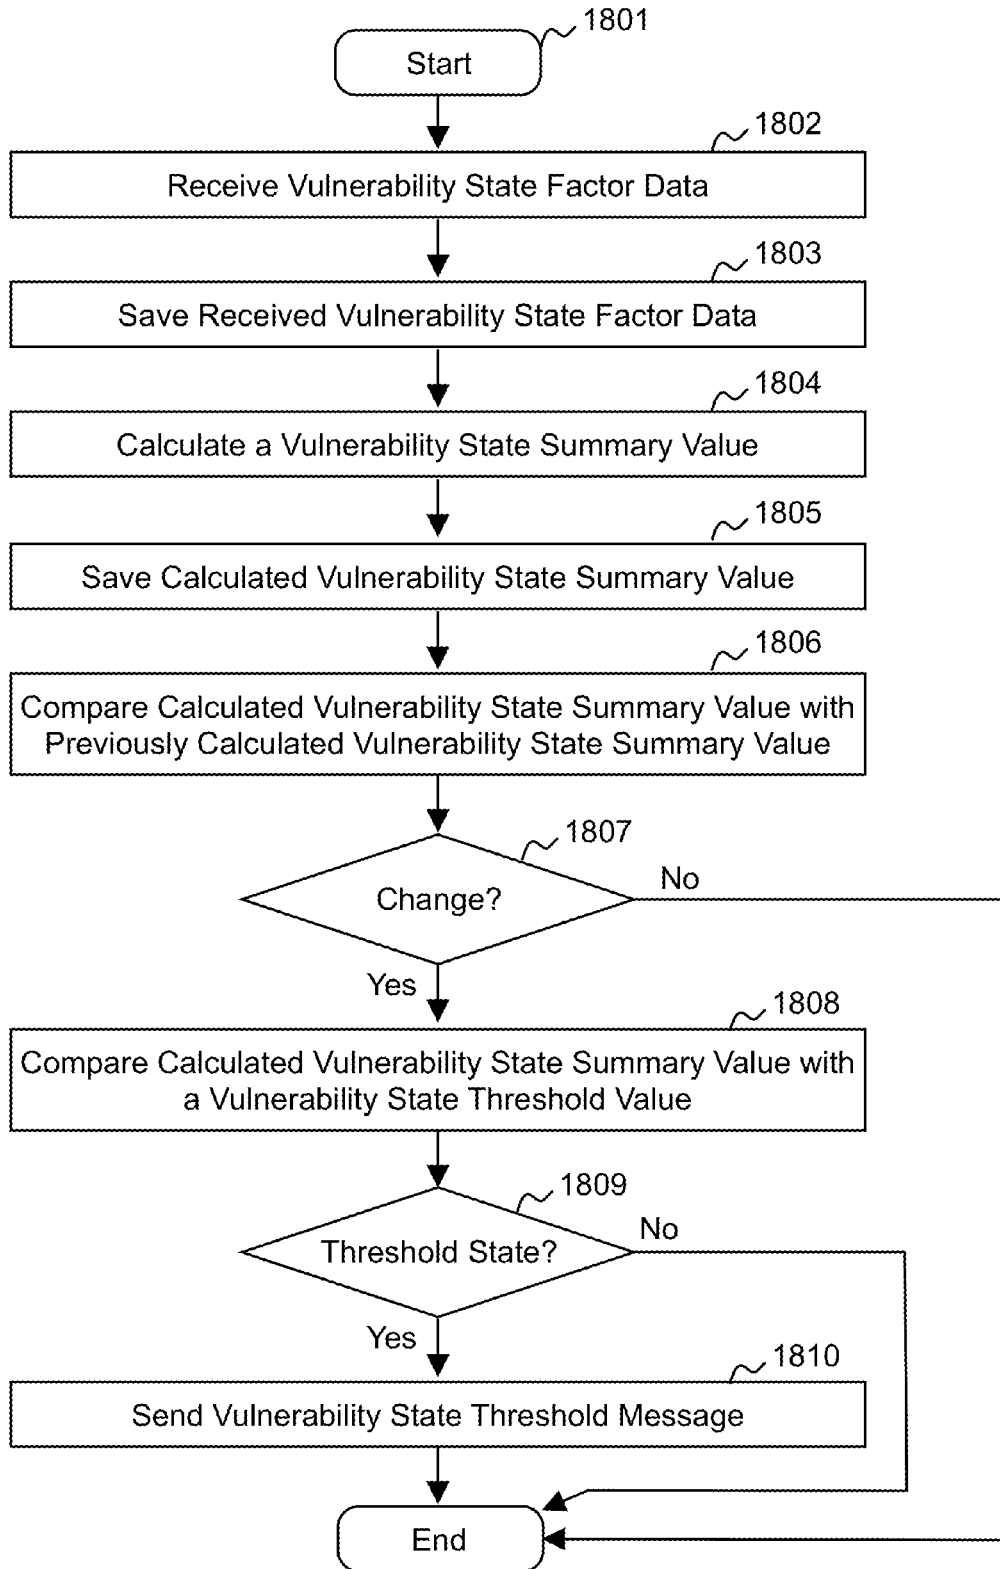 1801
Start
1802
Receive Vulnerability State Factor Data
1803
Save Received Vulnerability State Factor Data
1804
Calculate a Vulnerability State Summary Value
1805
Save Calculated Vulnerability State Summary Value
1806
Compare Calculated Vulnerability State Summary Value with
Previously Calculated Vulnerability State Summary Value
1807
Change?
No
Yes
1808
Compare Calculated Vulnerability State Summary Value with
a Vulnerability State Threshold Value
1809
Threshold State?
No
Yes
1810
Send Vulnerability State Threshold Message
End